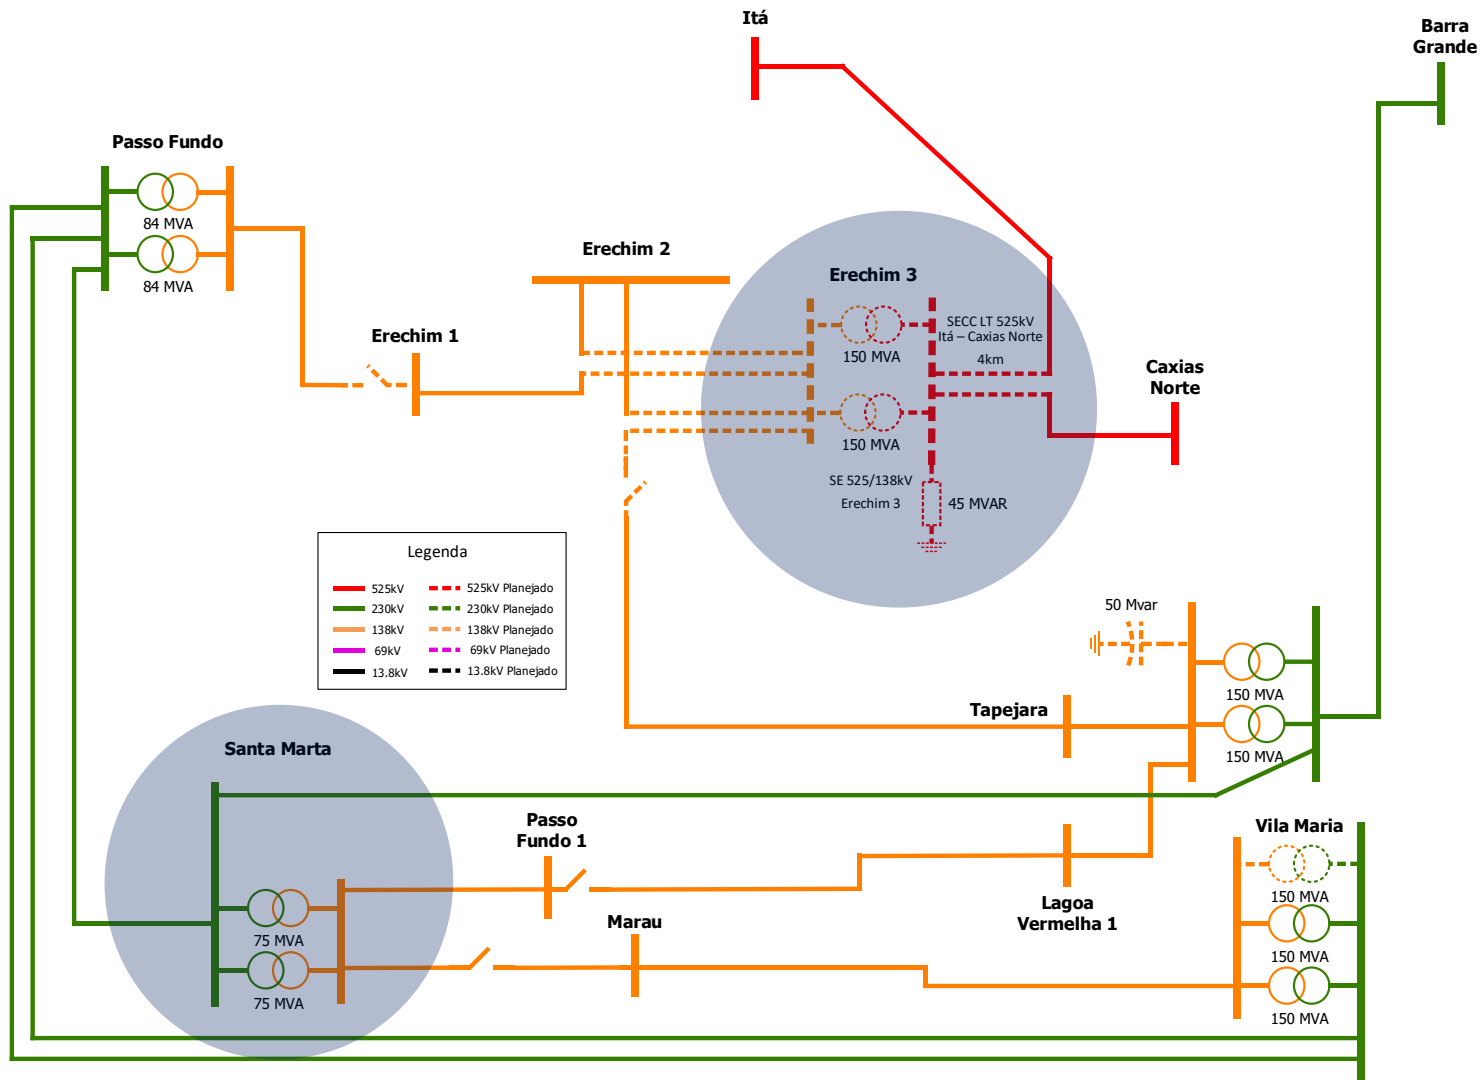 Itá
Barra
Grande
Passo Fundo
84 MVA
84 MVA
Erechim 2
Erechim 3
SECC LT 525kV
Itá – Caxias Norte
4km
150 MVA
Erechim 1
Caxias
Norte
150 MVA
SE 525/138kV
Erechim 3
45 MVAR
Legenda
525kV
525kV Planejado
230kV
230kV Planejado
138kV
138kV Planejado
69kV
69kV Planejado
13.8kV
13.8kV Planejado
50 Mvar
150 MVA
Tapejara
150 MVA
Santa Marta
Passo
Fundo 1
Vila Maria
150 MVA
Lagoa
Vermelha 1
Marau
75 MVA
150 MVA
75 MVA
150 MVA